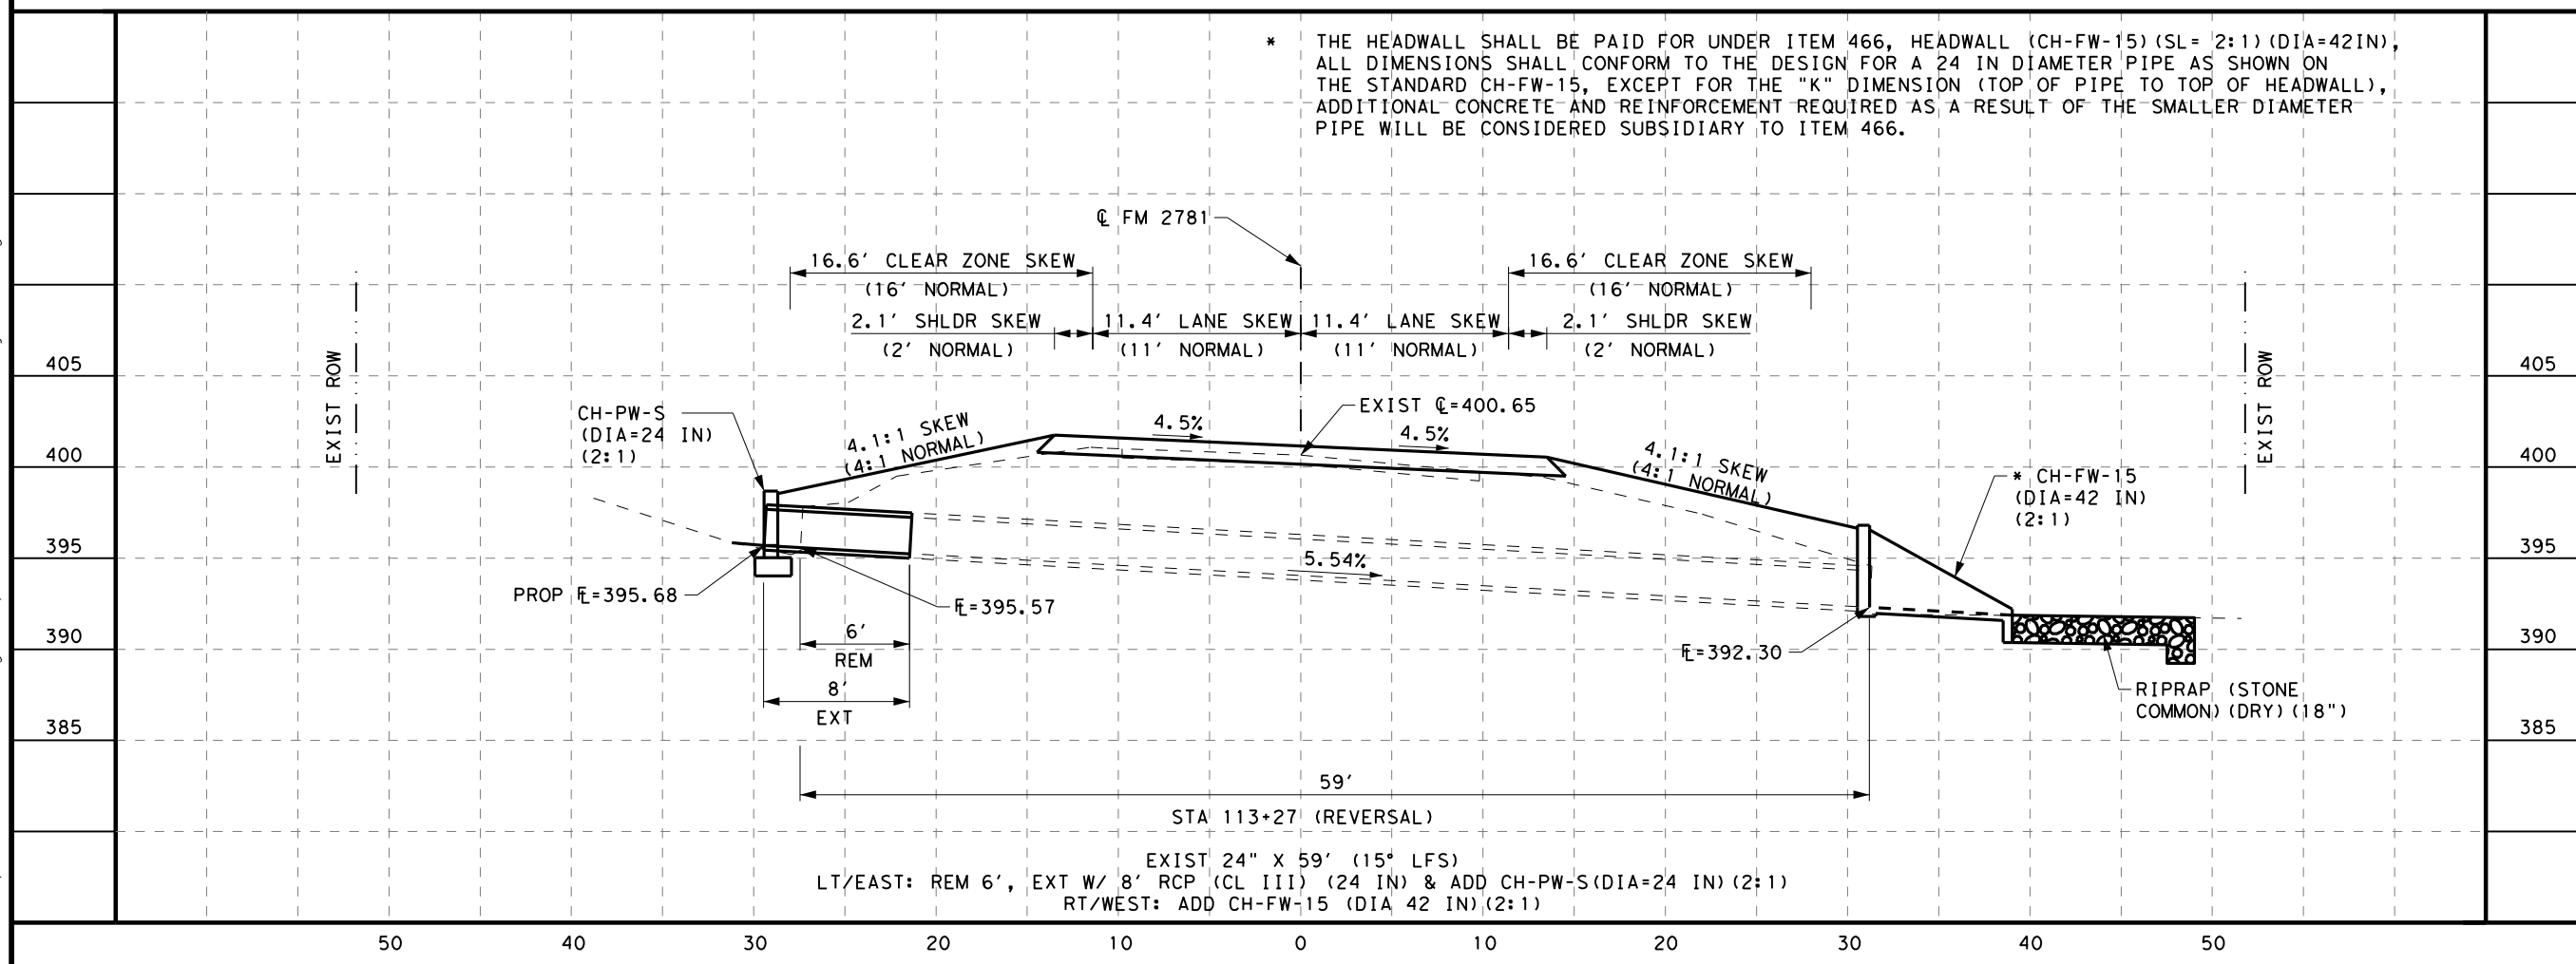 * THE HEADWALL SHALL BE PAID FOR UNDER ITEM 466, HEADWALL (CH-FW-15)(SL= 2:1)(DIA=42IN),
ALL DIMENSIONS SHALL CONFORM TO THE DESIGN FOR A 24 IN DIAMETER PIPE AS SHOWN ON
THE STANDARD CH-FW-15, EXCEPT FOR THE "K" DIMENSION (TOP OF PIPE TO TOP OF HEADWALL),
ADDITIONAL CONCRETE AND REINFORCEMENT REQUIRED AS A RESULT OF THE SMALLER DIAMETER
PIPE WILL BE CONSIDERED SUBSIDIARY TO ITEM 466.
℄ FM 2781
16.6' CLEAR ZONE SKEW
(16' NORMAL)
16.6' CLEAR ZONE SKEW
(16' NORMAL)
2.1' SHLDR SKEW
(2' NORMAL)
11.4' LANE SKEW
(11' NORMAL)
11.4' LANE SKEW
(11' NORMAL)
2.1' SHLDR SKEW
(2' NORMAL)
405
405
EXIST ROW
EXIST ROW
CH-PW-S
(DIA=24 IN)
(2:1)
4.1:1 SKEW
(4:1 NORMAL)
4.5%
EXIST ℄=400.65
4.5%
4.1:1 SKEW
(4:1 NORMAL)
400
400
* CH-FW-15
(DIA=42 IN)
(2:1)
395
395
5.54%
PROP FL=395.68
FL=395.57
390
390
6'
REM
FL=392.30
8'
EXT
RIPRAP (STONE
COMMON)(DRY)(18")
385
385
59'
STA 113+27 (REVERSAL)
EXIST 24" X 59' (15° LFS)
LT/EAST: REM 6', EXT W/ 8' RCP (CL III) (24 IN) & ADD CH-PW-S(DIA=24 IN)(2:1)
RT/WEST: ADD CH-FW-15 (DIA 42 IN)(2:1)
50 40 30 20 10 0 10 20 30 40 50